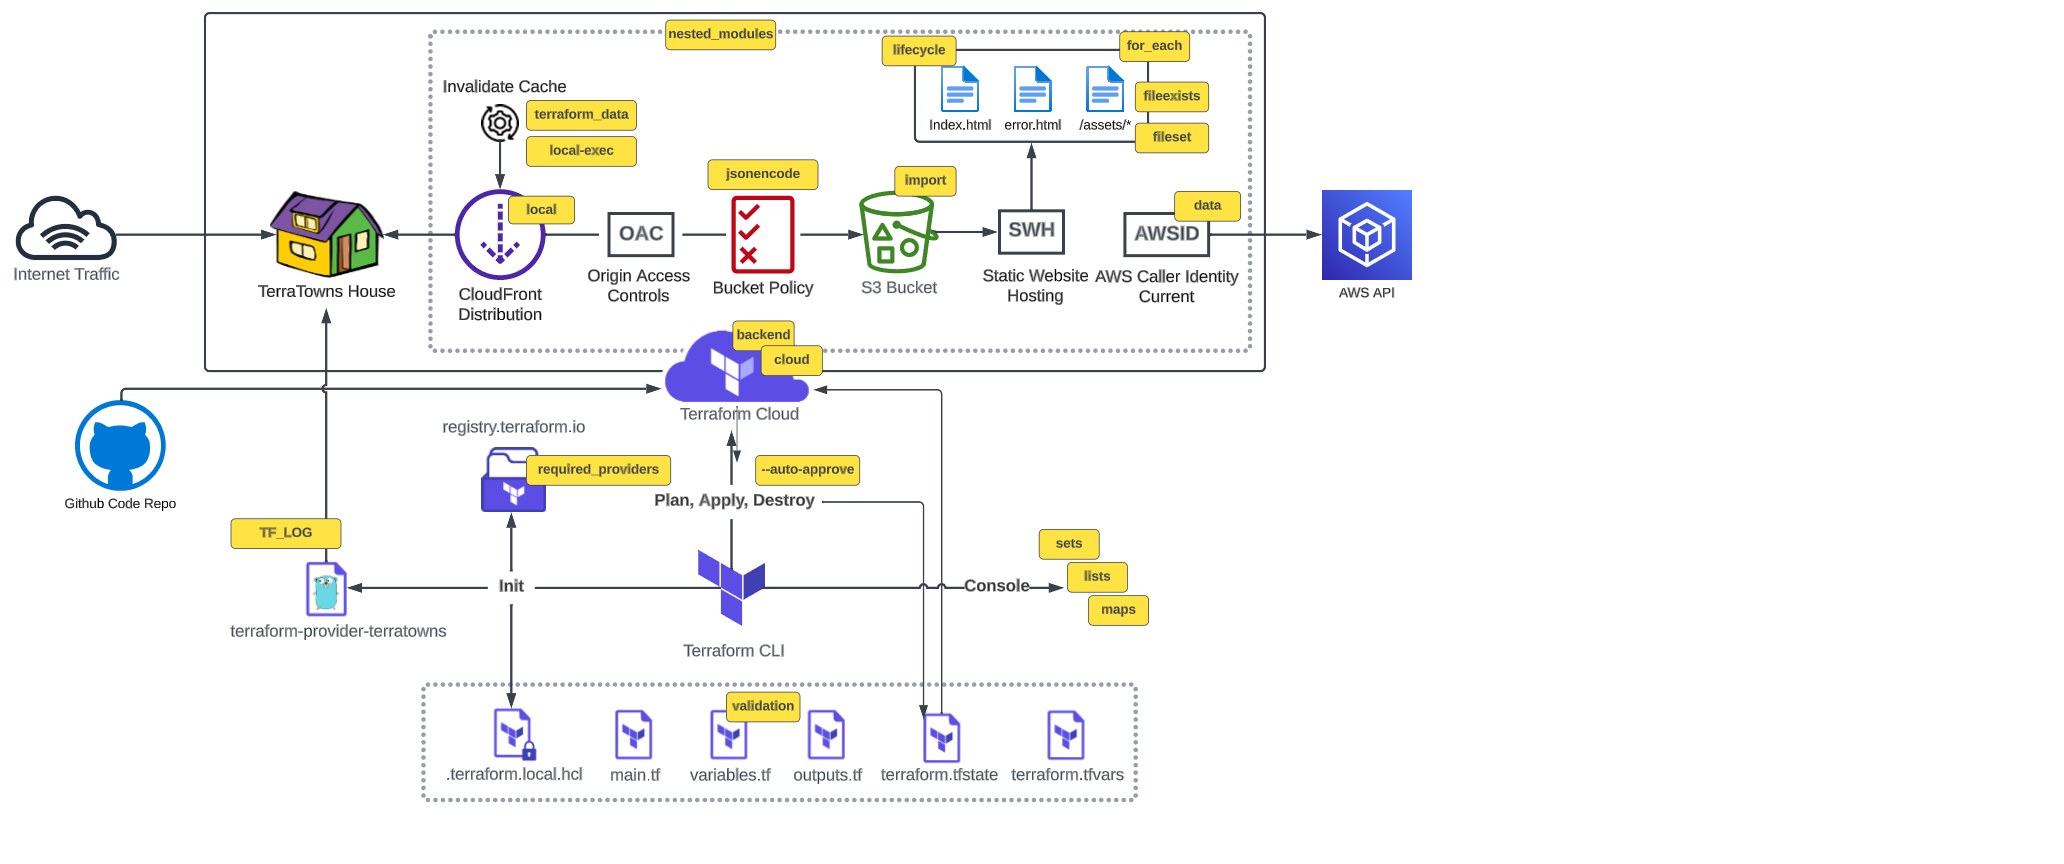 nested_modules
lifecycle
for_each
Invalidate Cache
terraform_data
local-exec
fileexists
fileset
Index.html
error.html
/assets/*
jsonencode
import
local
data
OAC
SWH
AWSID
Internet Traffic
TerraTowns House
CloudFront
Distribution
Origin Access
Controls
Bucket Policy
S3 Bucket
Static Website
Hosting
AWS Caller Identity
Current
AWS API
backend
cloud
Terraform Cloud
registry.terraform.io
required_providers
--auto-approve
Plan, Apply, Destroy
Github Code Repo
TF_LOG
sets
lists
maps
Init
Console
terraform-provider-terratowns
Terraform CLI
validation
.terraform.local.hcl
main.tf
variables.tf
outputs.tf
terraform.tfstate
terraform.tfvars